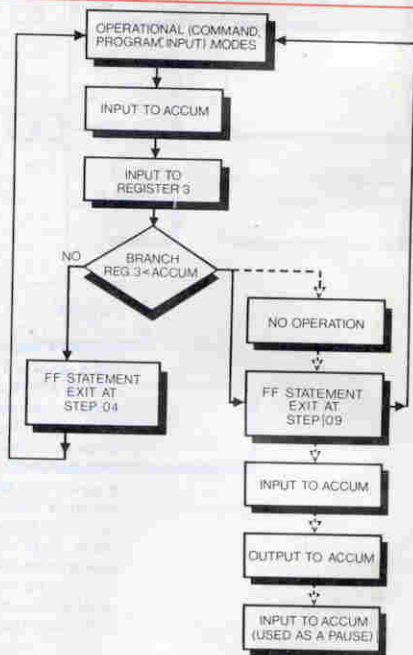 OPERATIONAL (COMMAND,
PROGRAM, INPUT) MODES
INPUT TO ACCUM
INPUT TO
REGISTER 3
NO
BRANCH
REG 3<ACCUM
NO OPERATION
FF STATEMENT
EXIT AT
STEP 04
FF STATEMENT
EXIT AT
STEP 09
INPUT TO ACCUM
OUTPUT TO ACCUM
INPUT TO ACCUM
(USED AS A PAUSE)